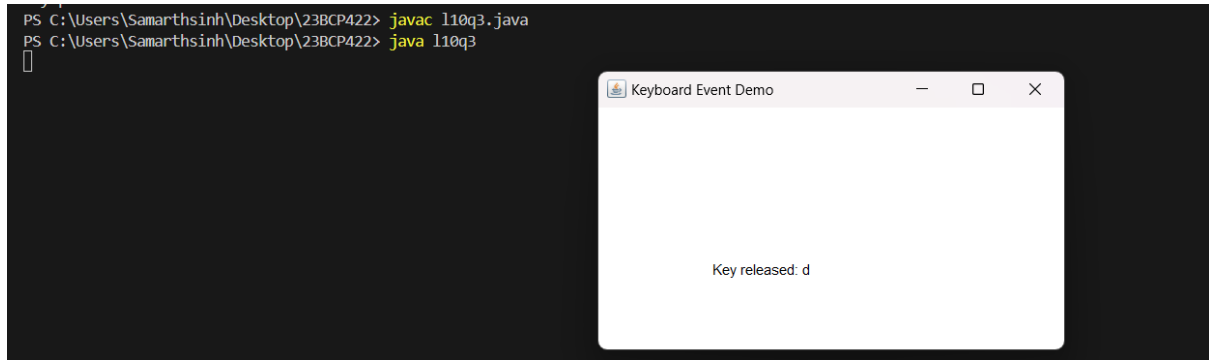 PS C:\Users\Samarthsinh\Desktop\23BCP422> javac l10q3.java
PS C:\Users\Samarthsinh\Desktop\23BCP422> java l10q3
Keyboard Event Demo
Key released: d